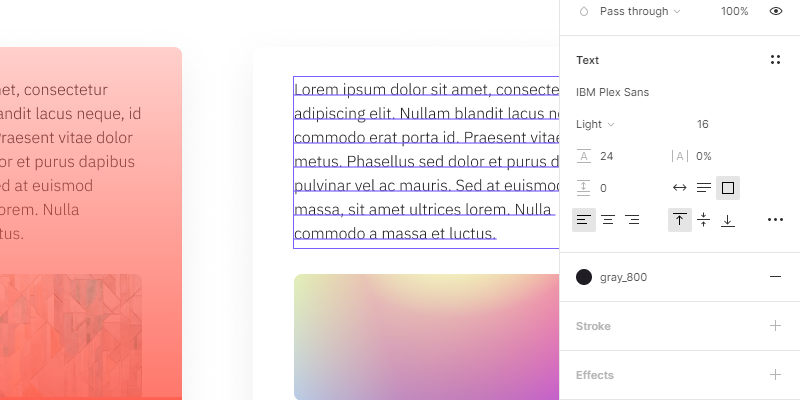 et, consectetur
andit lacus neque, id
Praesent vitae dolor
or et purus dapibus
ed at euismod
orem. Nulla
tus.
Lorem ipsum dolor sit amet, consecte
adipiscing elit. Nullam blandit lacus ne
commodo erat porta id. Praesent vitae
metus. Phasellus sed dolor et purus d
pulvinar vel ac mauris. Sed at euismod
massa, sit amet ultrices lorem. Nulla
commodo a massa et luctus.
Pass through 100%
Text
IBM Plex Sans
Light 16
A 24 A 0%
0
gray_800
Stroke
Effects